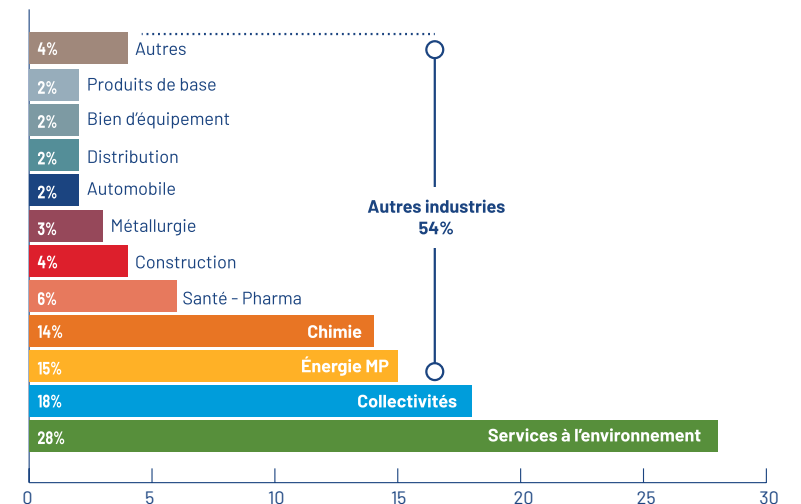 4% Autres
2% Produits de base
2% Bien d’équipement
2% Distribution
2% Automobile
Autres industries
54%
3% Métallurgie
4% Construction
6% Santé - Pharma
14% Chimie
15% Énergie MP
18% Collectivités
28% Services à l’environnement
0 5 10 15 20 25 30